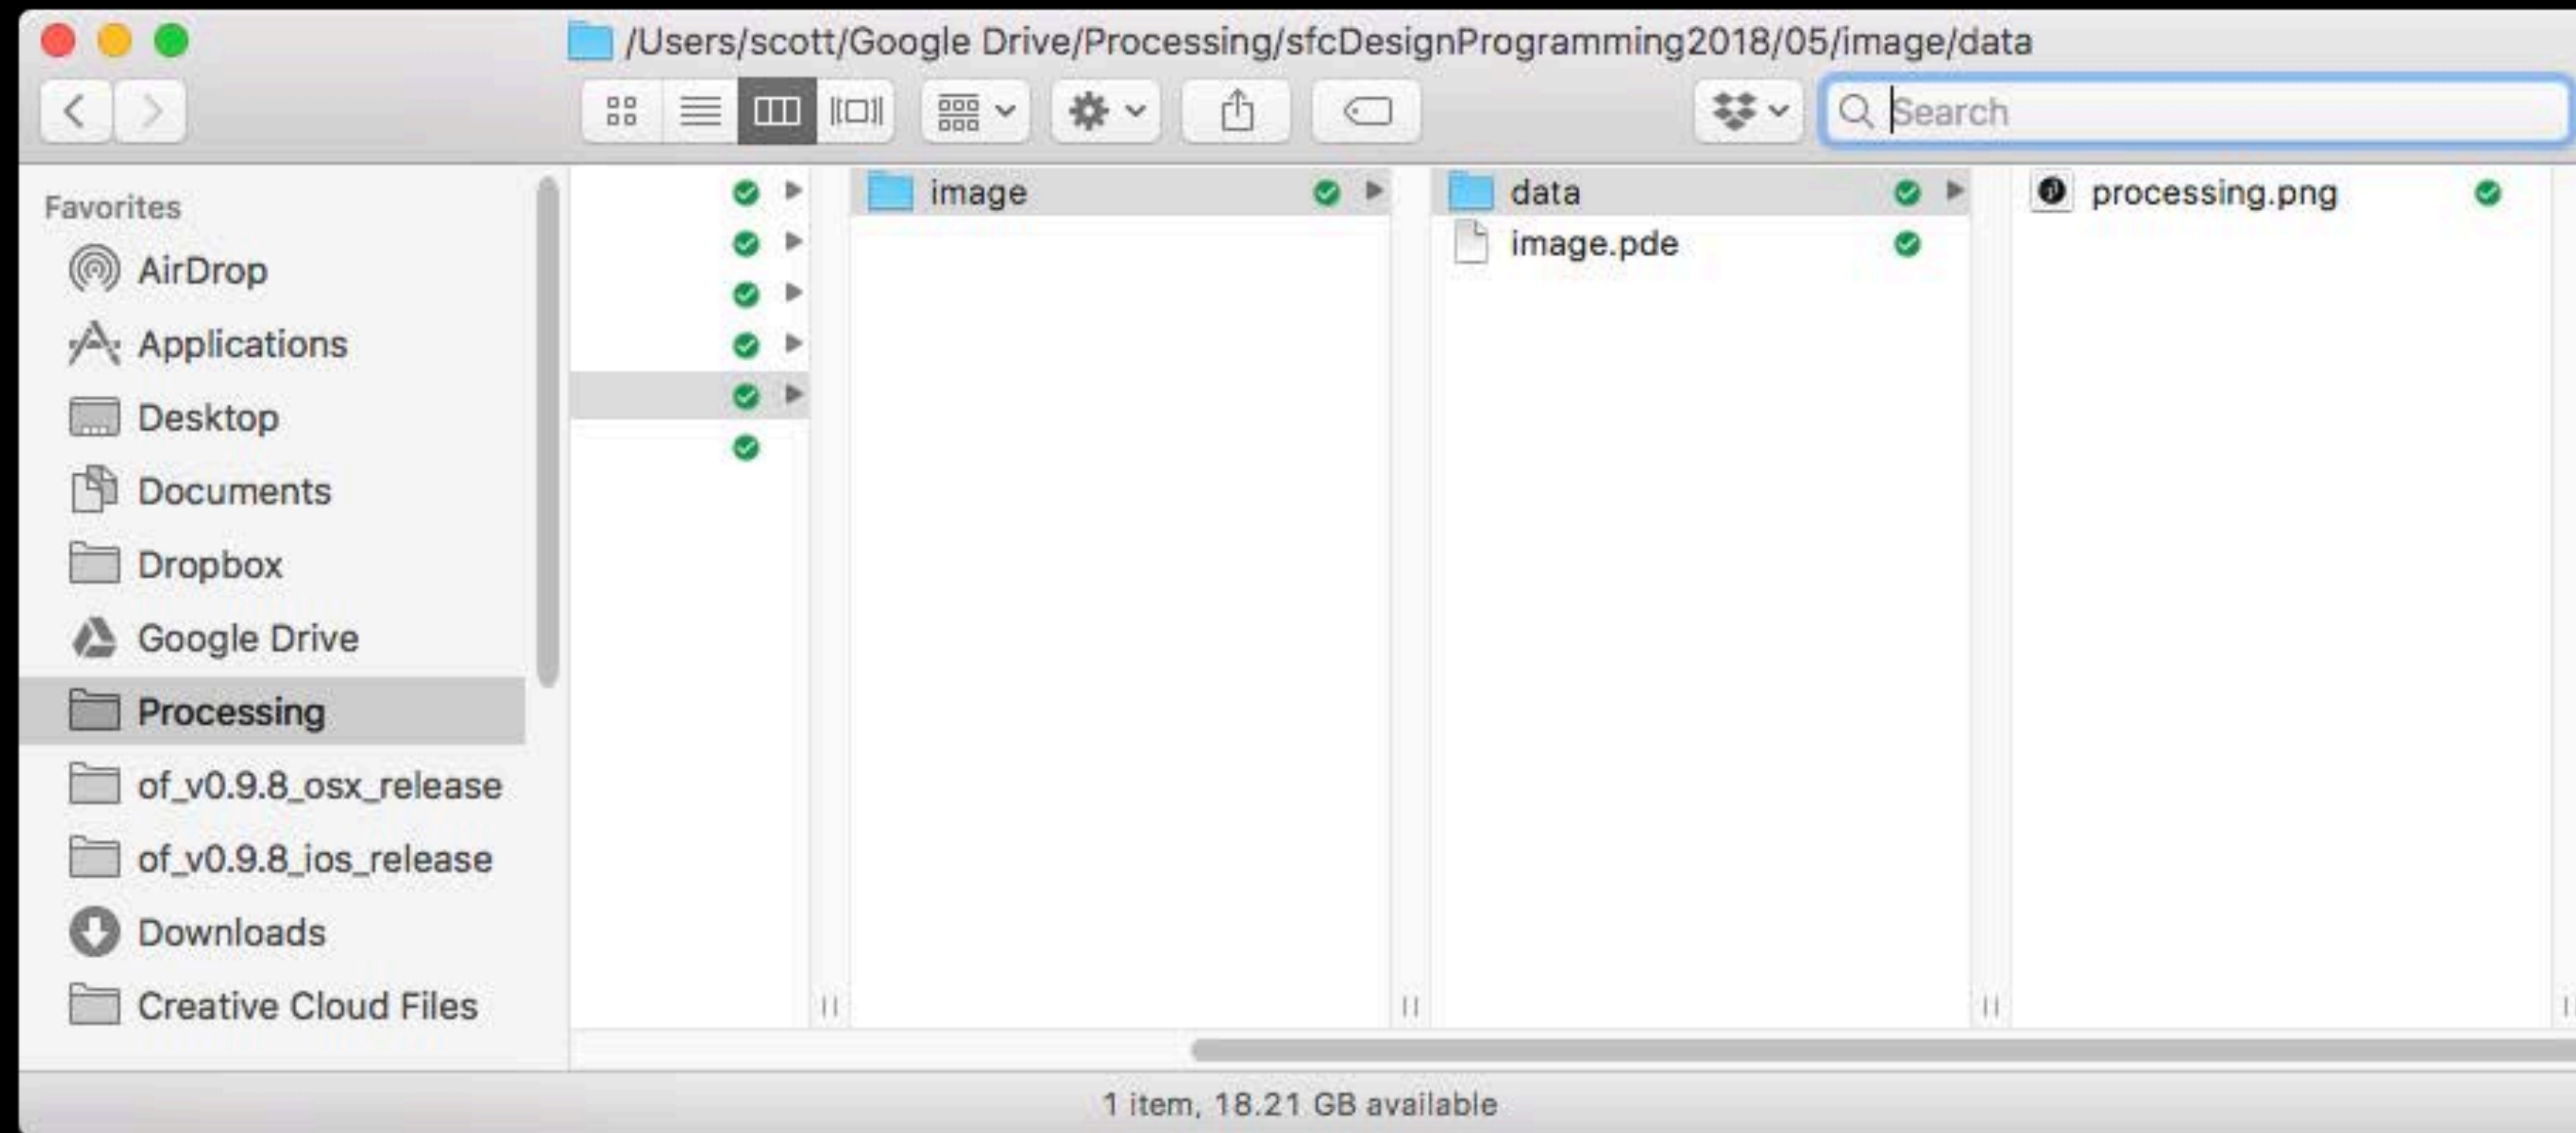 /Users/scott/Google Drive/Processing/sfcDesignProgramming2018/05/image/data
Search
Favorites
AirDrop
Applications
Desktop
Documents
Dropbox
Google Drive
Processing
of_v0.9.8_osx_release
of_v0.9.8_ios_release
Downloads
Creative Cloud Files
image
data
image.pde
processing.png
1 item, 18.21 GB available